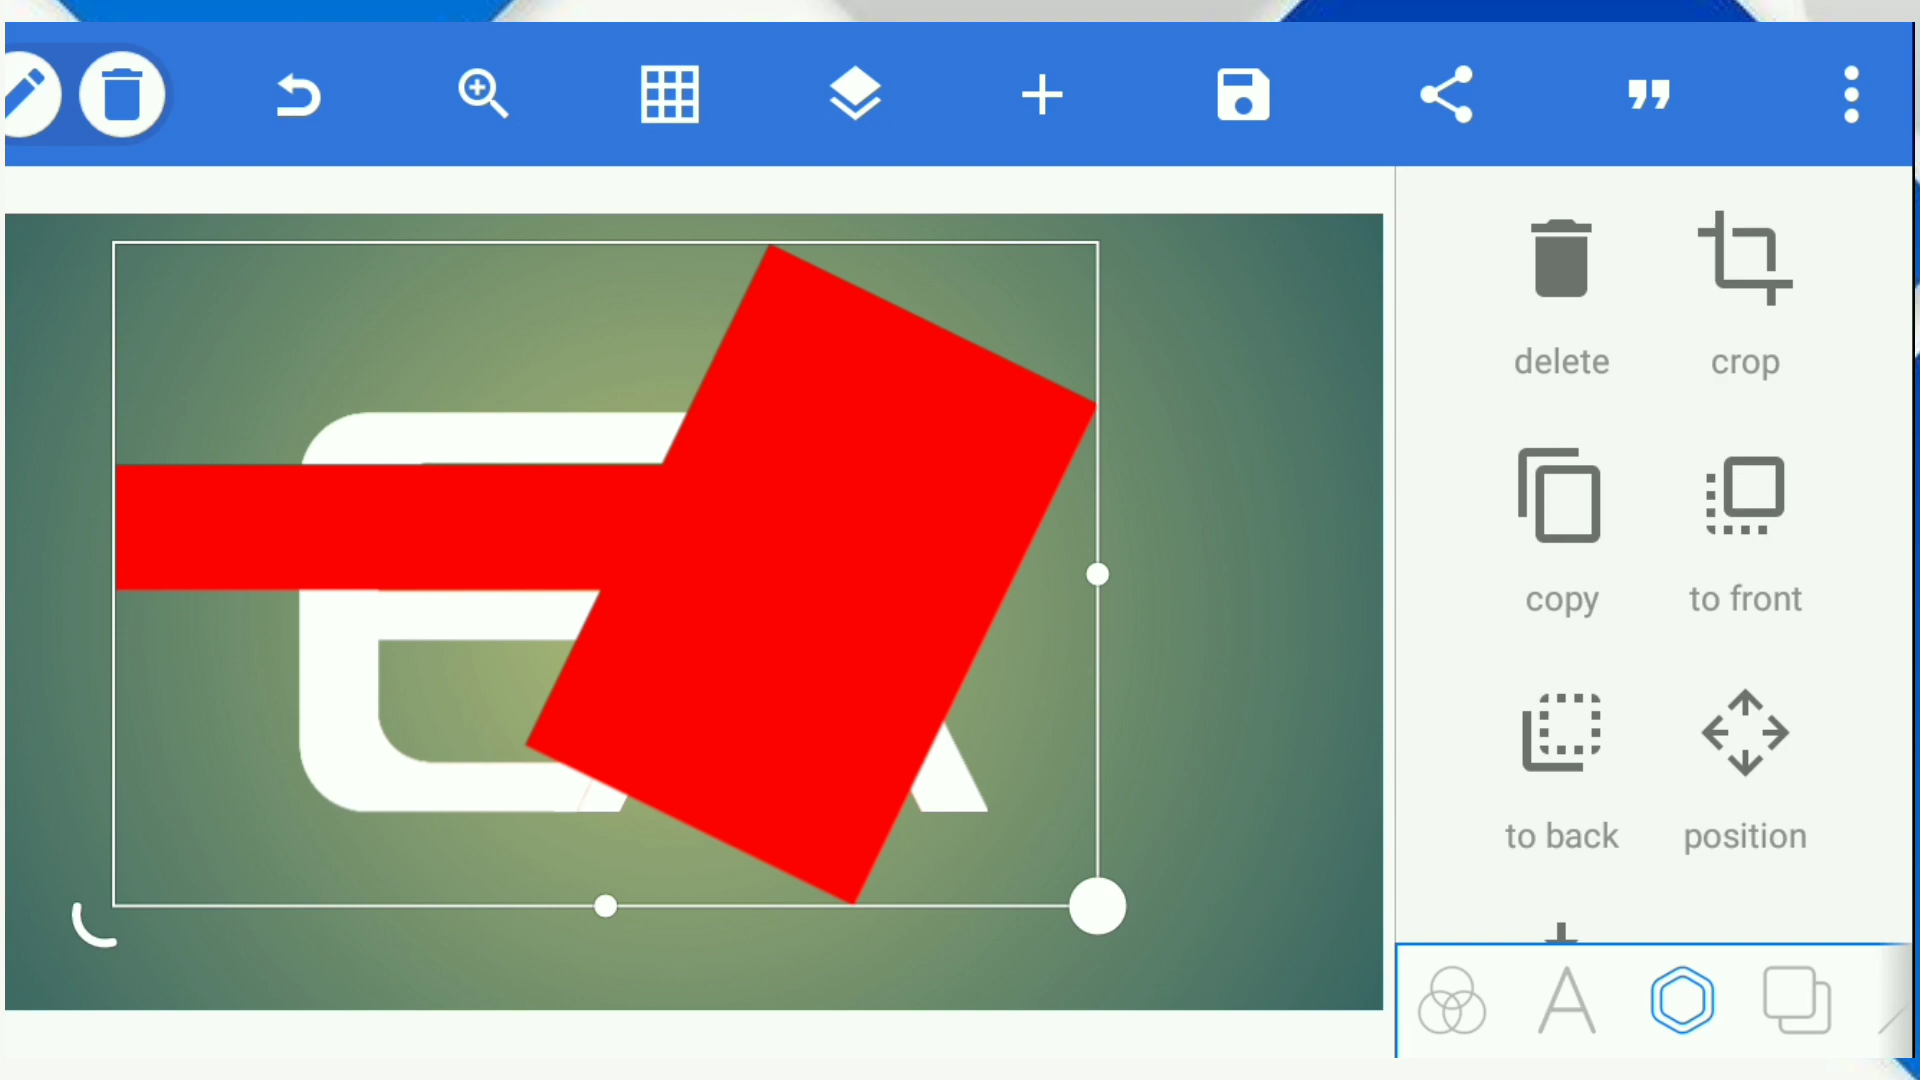 delete
crop
copy
to front
to back
position